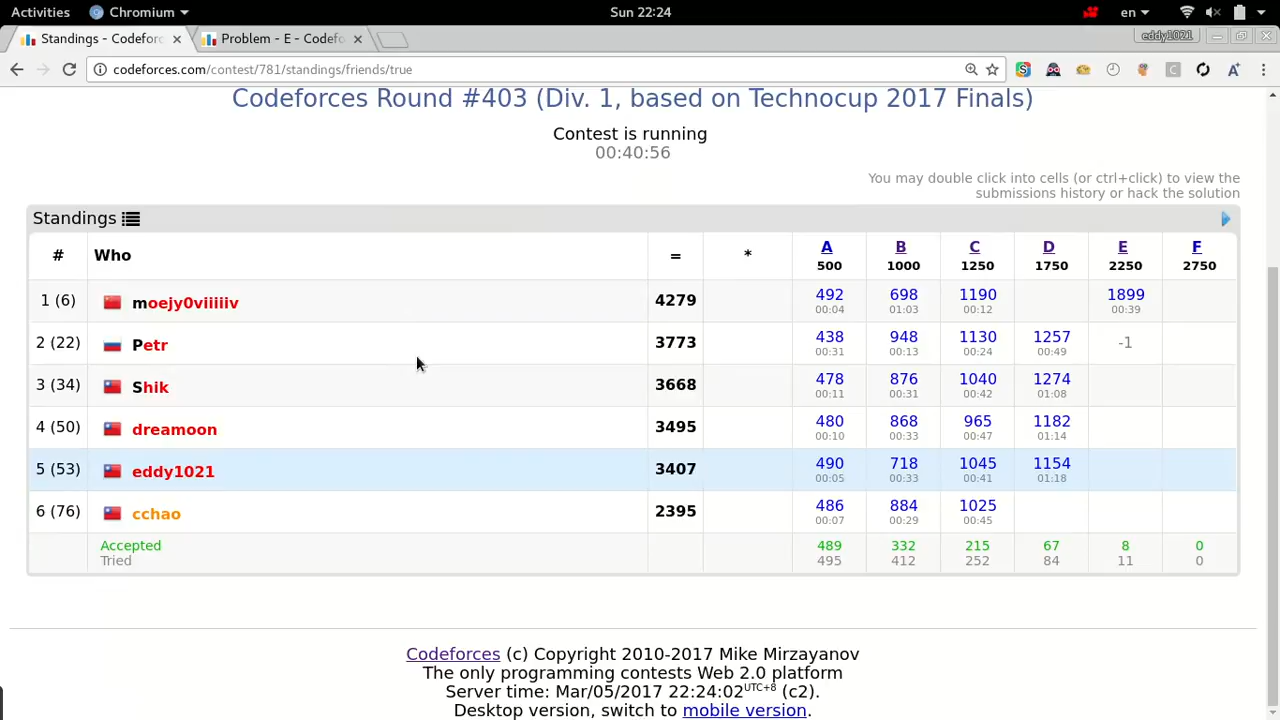 Activities Chromium Sun 22:24 en
Standings - Codeforc Problem - E - Codefo eddy1021
codeforces.com/contest/781/standings/friends/true
Codeforces Round #403 (Div. 1, based on Technocup 2017 Finals)
Contest is running
00:40:56
You may double click into cells (or ctrl+click) to view the
submissions history or hack the solution
Standings
# Who = * A B C D E F
500 1000 1250 1750 2250 2750
1 (6) moejy0viiiiiv 4279 492 698 1190 1899
00:04 01:03 00:12 00:39
2 (22) Petr 3773 438 948 1130 1257 -1
00:31 00:13 00:24 00:49
3 (34) Shik 3668 478 876 1040 1274
00:11 00:31 00:42 01:08
4 (50) dreamoon 3495 480 868 965 1182
00:10 00:33 00:47 01:14
5 (53) eddy1021 3407 490 718 1045 1154
00:05 00:33 00:41 01:18
6 (76) cchao 2395 486 884 1025
00:07 00:29 00:45
Accepted 489 332 215 67 8 0
Tried 495 412 252 84 11 0
Codeforces (c) Copyright 2010-2017 Mike Mirzayanov
The only programming contests Web 2.0 platform
Server time: Mar/05/2017 22:24:02UTC+8 (c2).
Desktop version, switch to mobile version.